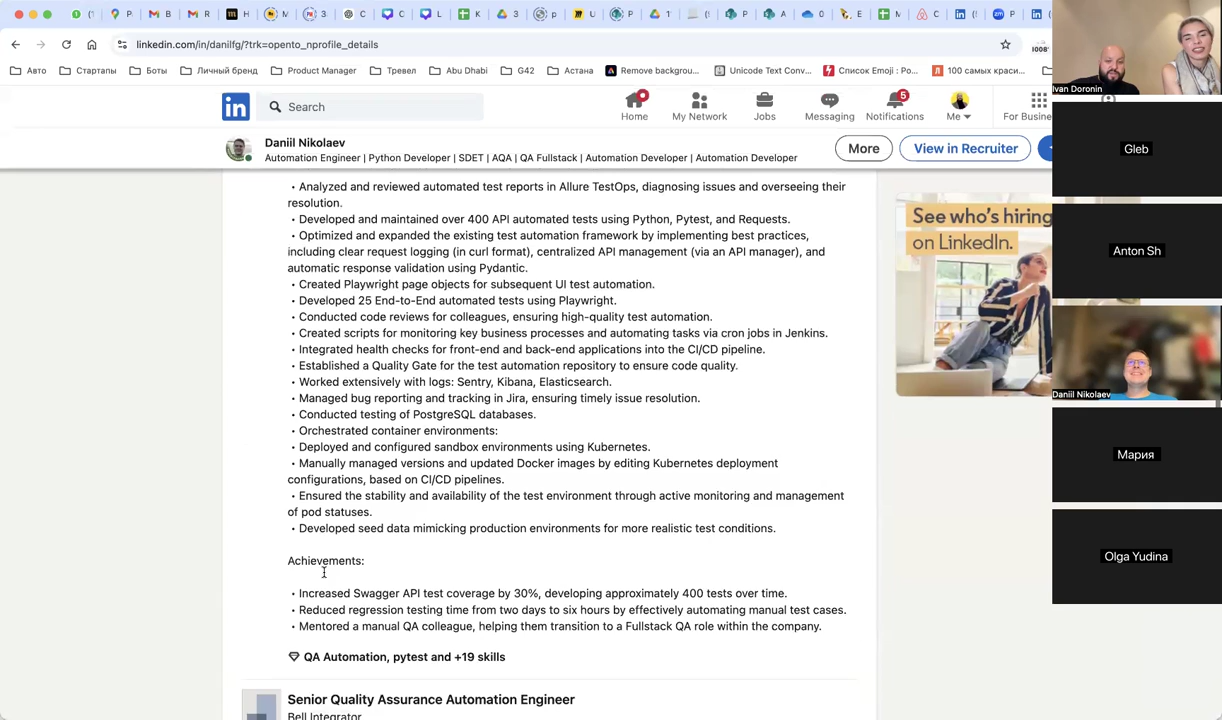 linkedin.com/in/danilfg/?trk=opento_nprofile_details
Авто
Стартапы
Боты
Личный бренд
Product Manager
Тревел
Abu Dhabi
G42
Астана
Remove backgrou...
Unicode Text Conv...
Список Emoji : Po...
100 самых краси...
in
Search
Home
My Network
Jobs
Messaging
5
Notifications
Me
For Busine
Daniil Nikolaev
Automation Engineer | Python Developer | SDET | AQA | QA Fullstack | Automation Developer | Automation Developer
More
View in Recruiter
• Analyzed and reviewed automated test reports in Allure TestOps, diagnosing issues and overseeing their
resolution.
• Developed and maintained over 400 API automated tests using Python, Pytest, and Requests.
• Optimized and expanded the existing test automation framework by implementing best practices,
including clear request logging (in curl format), centralized API management (via an API manager), and
automatic response validation using Pydantic.
• Created Playwright page objects for subsequent UI test automation.
• Developed 25 End-to-End automated tests using Playwright.
• Conducted code reviews for colleagues, ensuring high-quality test automation.
• Created scripts for monitoring key business processes and automating tasks via cron jobs in Jenkins.
• Integrated health checks for front-end and back-end applications into the CI/CD pipeline.
• Established a Quality Gate for the test automation repository to ensure code quality.
• Worked extensively with logs: Sentry, Kibana, Elasticsearch.
• Managed bug reporting and tracking in Jira, ensuring timely issue resolution.
• Conducted testing of PostgreSQL databases.
• Orchestrated container environments:
• Deployed and configured sandbox environments using Kubernetes.
• Manually managed versions and updated Docker images by editing Kubernetes deployment
configurations, based on CI/CD pipelines.
• Ensured the stability and availability of the test environment through active monitoring and management
of pod statuses.
• Developed seed data mimicking production environments for more realistic test conditions.
Achievements:
• Increased Swagger API test coverage by 30%, developing approximately 400 tests over time.
• Reduced regression testing time from two days to six hours by effectively automating manual test cases.
• Mentored a manual QA colleague, helping them transition to a Fullstack QA role within the company.
QA Automation, pytest and +19 skills
Senior Quality Assurance Automation Engineer
Bell Integrator
See who's hiring
on LinkedIn.
Ivan Doronin
Gleb
Anton Sh
Daniil Nikolaev
Мария
Olga Yudina